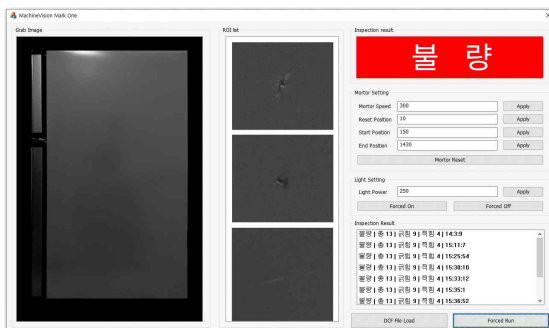 MachineVision Mark One
Grab Image
ROI list
Inspection result
불 량
Mortor Setting
Mortor Speed 300 Apply
Reset Position 10 Apply
Start Position 150 Apply
End Position 1430 Apply
Mortor Reset
Light Setting
Light Power 250 Apply
Forced On Forced Off
Inspection Result
불량 | 총 13 | 긁힘 9 | 찍힘 4 | 14:3:9
불량 | 총 13 | 긁힘 9 | 찍힘 4 | 15:11:7
불량 | 총 13 | 긁힘 9 | 찍힘 4 | 15:25:54
불량 | 총 13 | 긁힘 9 | 찍힘 4 | 15:30:10
불량 | 총 13 | 긁힘 9 | 찍힘 4 | 15:33:12
불량 | 총 13 | 긁힘 9 | 찍힘 4 | 15:35:1
불량 | 총 13 | 긁힘 9 | 찍힘 4 | 15:36:52
DCF File Load Forced Run